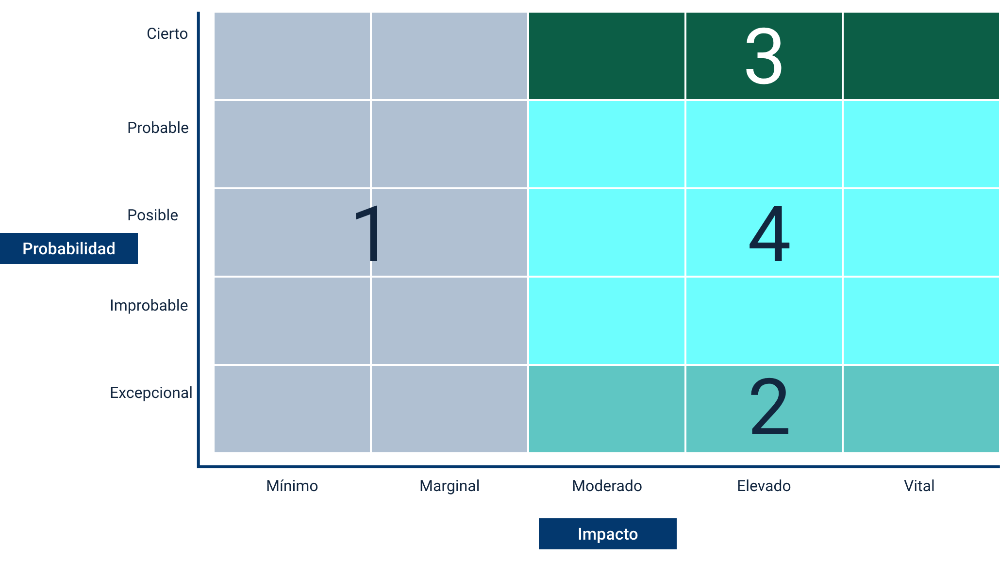 Cierto
3
Probable
Posible
1
4
Probabilidad
Improbable
Excepcional
2
Mínimo
Marginal
Moderado
Elevado
Vital
Impacto